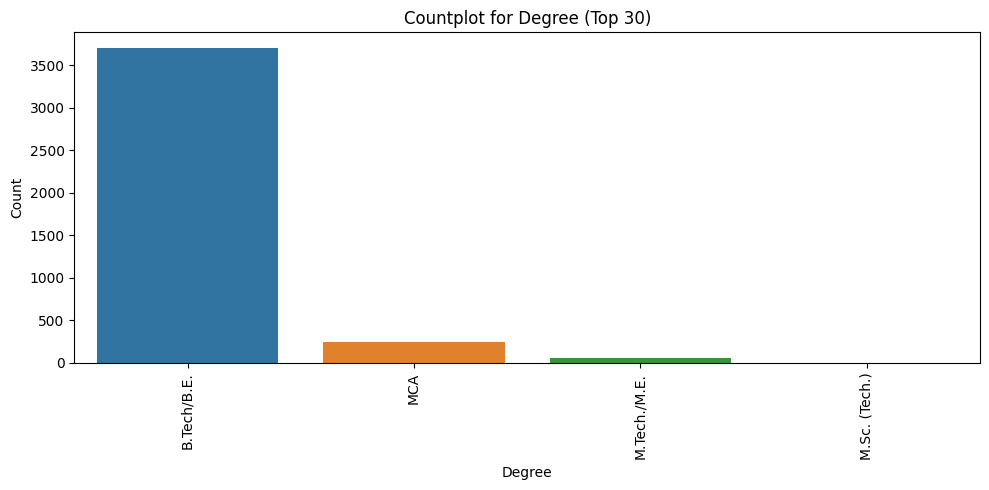 Countplot for Degree (Top 30)
Count
3500
3000
2500
2000
1500
1000
500
0
B.Tech/B.E.
MCA
M.Tech./M.E.
M.Sc. (Tech.)
Degree